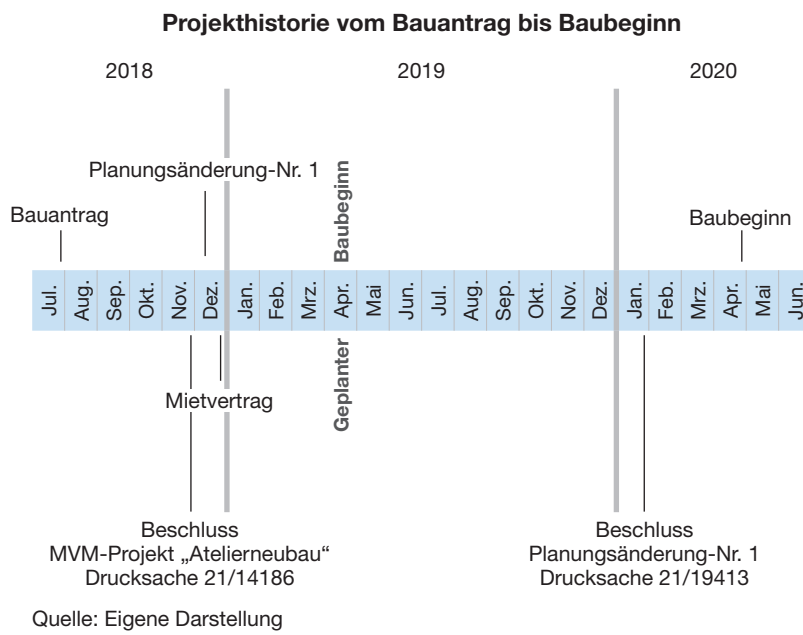 Projekthistorie vom Bauantrag bis Baubeginn
2018 2019 2020
Planungsänderung-Nr. 1
Bauantrag
Baubeginn
Baubeginn
Jul. Aug. Sep. Okt. Nov. Dez. Jan. Feb. Mrz. Apr. Mai Jun. Jul. Aug. Sep. Okt. Nov. Dez. Jan. Feb. Mrz. Apr. Mai Jun.
Geplanter
Mietvertrag
Beschluss
MVM-Projekt „Atelierneubau“
Drucksache 21/14186
Beschluss
Planungsänderung-Nr. 1
Drucksache 21/19413
Quelle: Eigene Darstellung